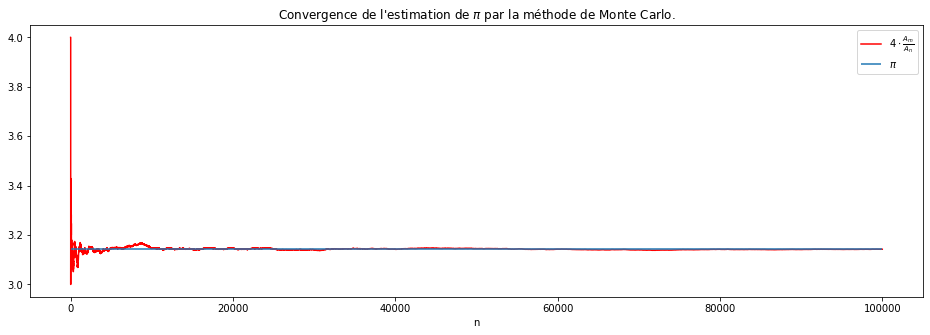 Convergence de l'estimation de π par la méthode de Monte Carlo.
4.0
3.8
3.6
3.4
3.2
3.0
4 · Am/An
π
0 20000 40000 60000 80000 100000
n